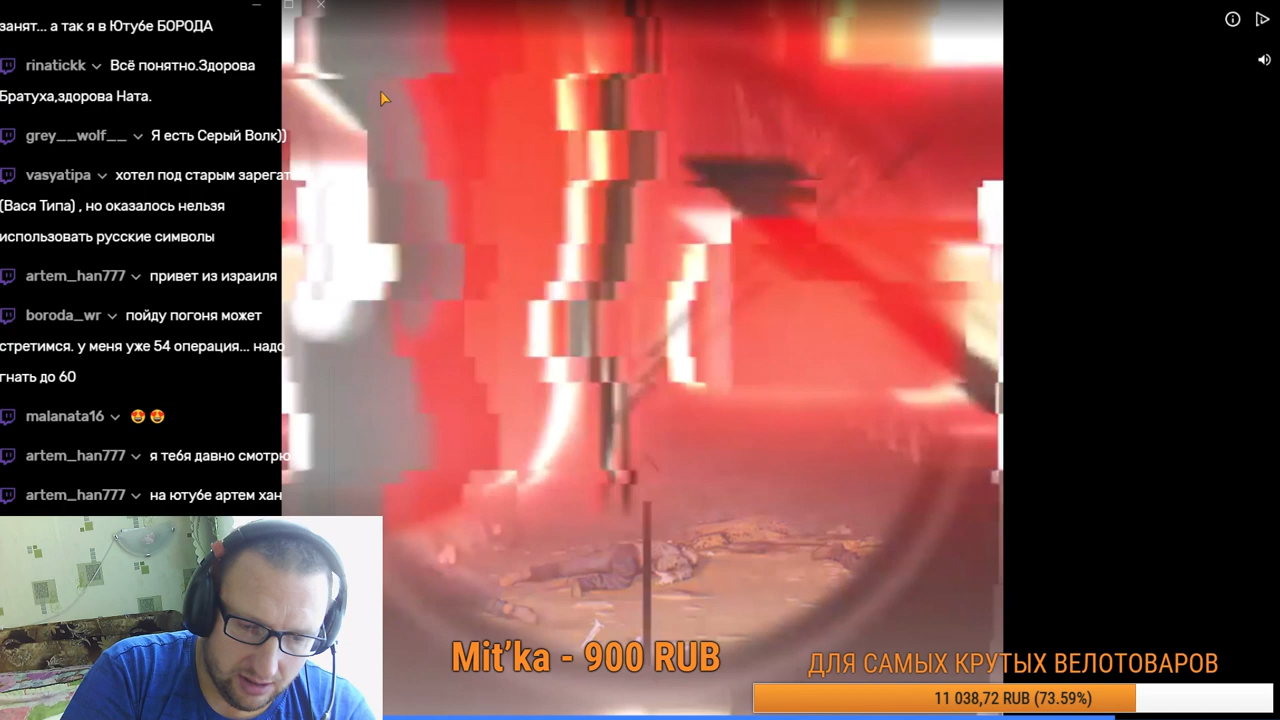 занят... а так я в Ютубе БОРОДА
rinatickk Всё понятно.Здорова
Братуха,здорова Ната.
grey__wolf__ Я есть Серый Волк))
vasyatipa хотел под старым зарегат
(Вася Типа) , но оказалось нельзя
использовать русские символы
artem_han777 привет из израиля
boroda_wr пойду погоня может
стретимся. у меня уже 54 операция... надо
гнать до 60
malanata16 😍 😍
artem_han777 я тебя давно смотрю
artem_han777 на ютубе артем хан
Mit’ka - 900 RUB
ДЛЯ САМЫХ КРУТЫХ ВЕЛОТОВАРОВ
11 038,72 RUB (73.59%)